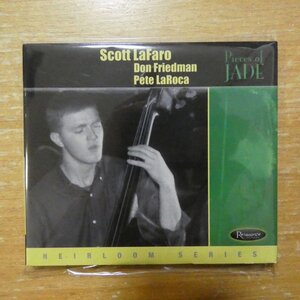 Scott LaFaro
Don Friedman
Pete LaRoca
Pieces of
JADE
Resonance
HEIRLOOM SERIES